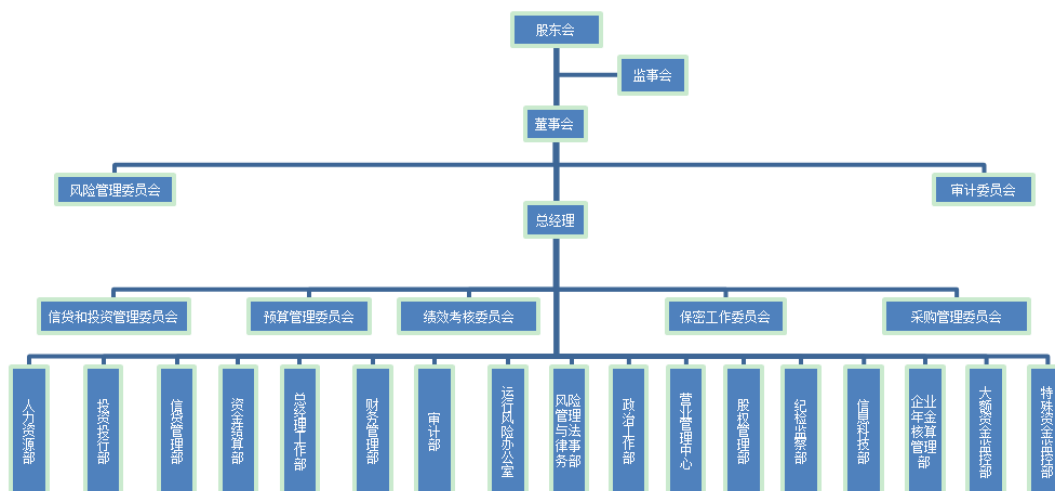 股东会
监事会
董事会
风险管理委员会
审计委员会
总经理
信贷和投资管理委员会
预算管理委员会
绩效考核委员会
保密工作委员会
采购管理委员会
人力资源部
投资投行部
信贷管理部
资金结算部
总经理工作部
财务管理部
审计部
运行风险办公室
风险
管理
与法
律事
务部
政治工作部
营业管理中心
股权管理部
纪检监察部
信息科技部
企业
年金
核算
管理
部
大额资金监控部
特殊资金监控部